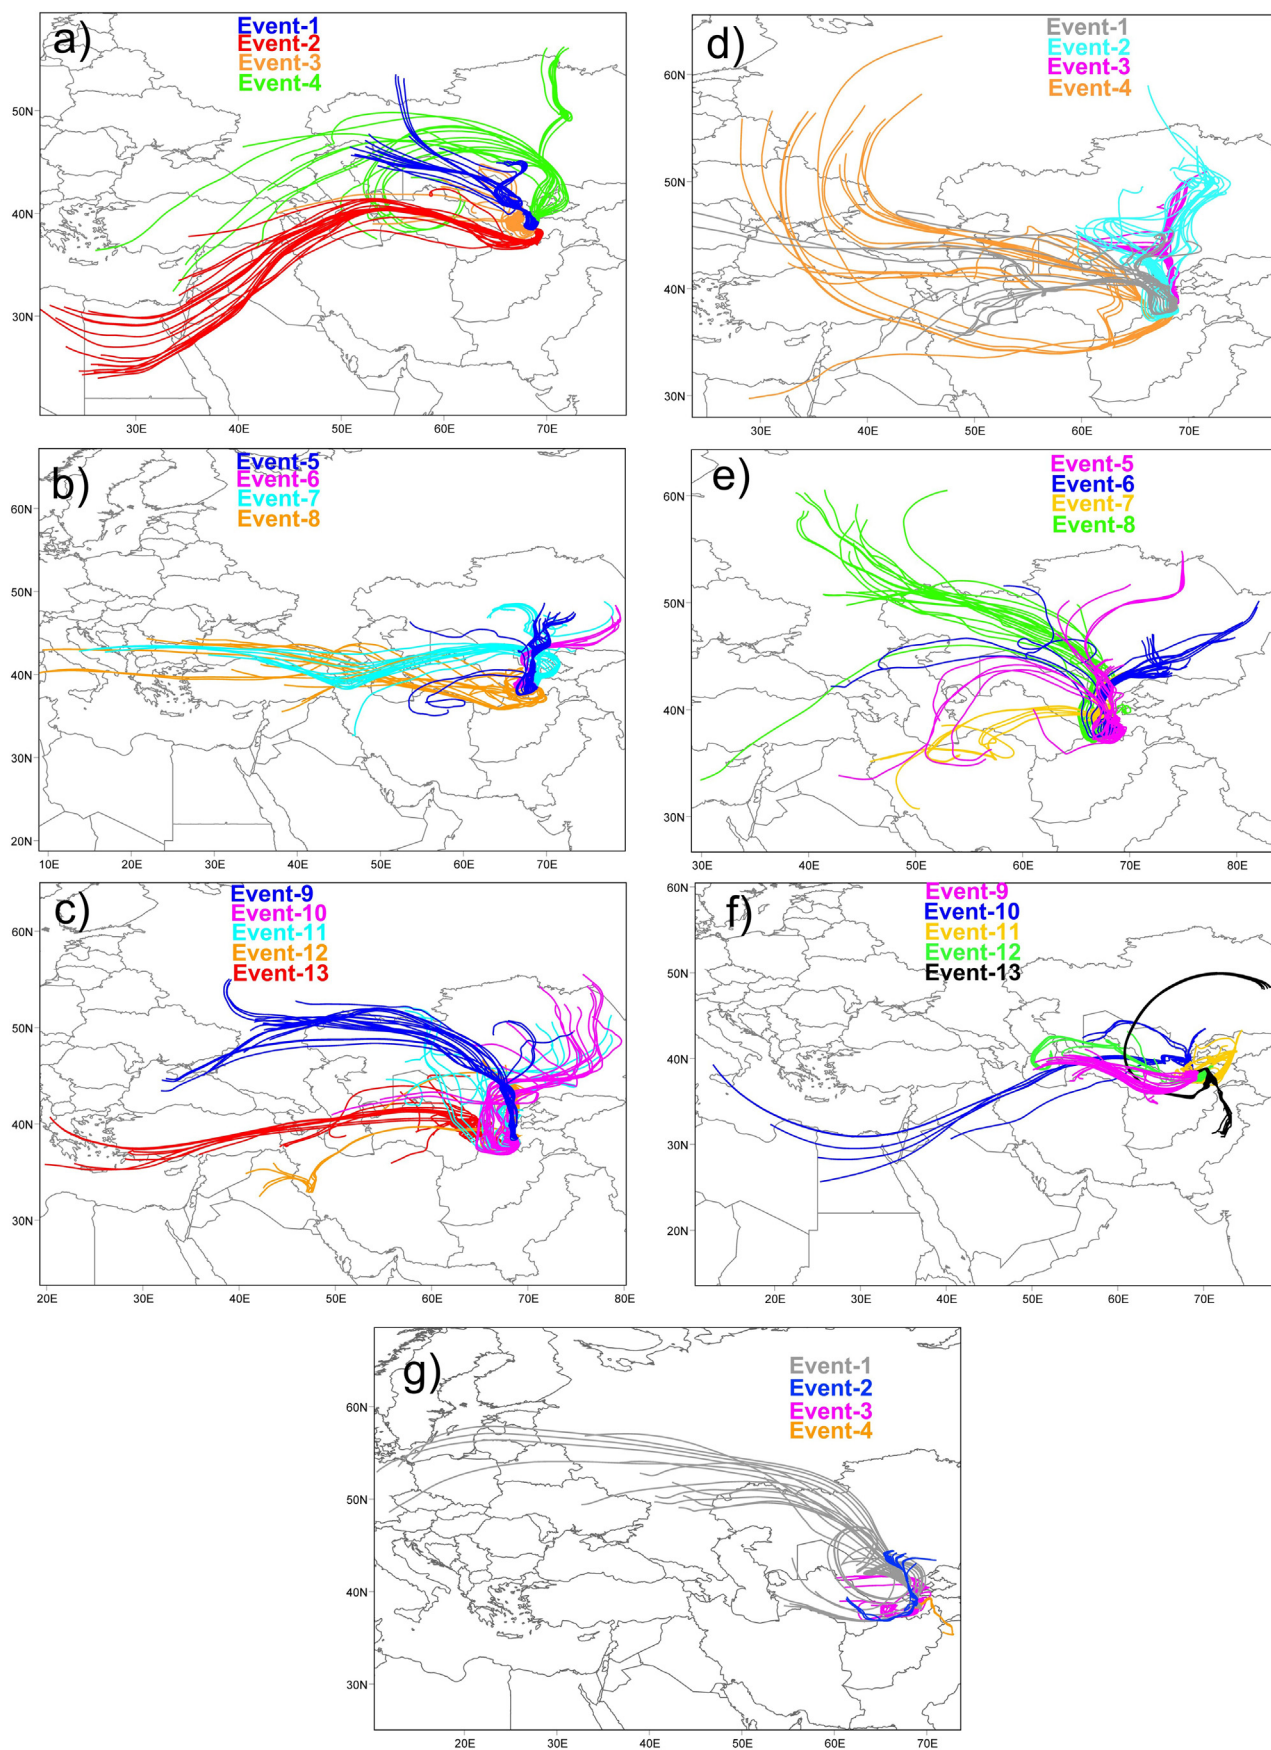 a)
Event-1
Event-2
Event-3
Event-4
50N
40N
30N
30E 40E 50E 60E 70E
d)
Event-1
Event-2
Event-3
Event-4
60N
50N
40N
30N
30E 40E 50E 60E 70E
b)
Event-5
Event-6
Event-7
Event-8
60N
50N
40N
30N
20N
10E 20E 30E 40E 50E 60E 70E
e)
Event-5
Event-6
Event-7
Event-8
60N
50N
40N
30N
30E 40E 50E 60E 70E 80E
c)
Event-9
Event-10
Event-11
Event-12
Event-13
60N
50N
40N
30N
20E 30E 40E 50E 60E 70E 80E
f)
Event-9
Event-10
Event-11
Event-12
Event-13
60N
50N
40N
30N
20N
20E 30E 40E 50E 60E 70E
g)
Event-1
Event-2
Event-3
Event-4
60N
50N
40N
30N
20E 30E 40E 50E 60E 70E